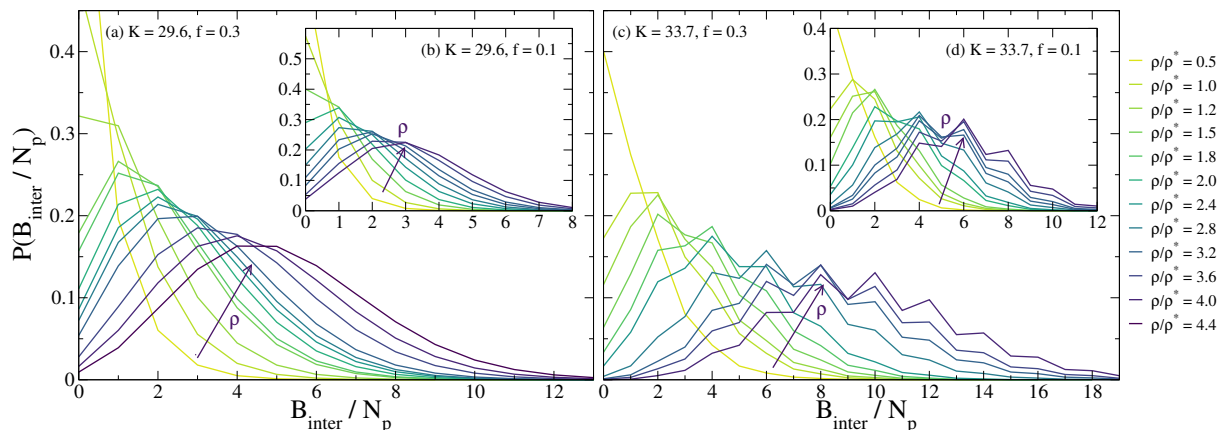 (a) K = 29.6, f = 0.3
(b) K = 29.6, f = 0.1
(c) K = 33.7, f = 0.3
(d) K = 33.7, f = 0.1
P(B_inter / N_p)
0.4
0.3
0.2
0.1
0
0 2 4 6 8 10 12
B_inter / N_p
ρ
0.5
0.4
0.3
0.2
0.1
0
0 1 2 3 4 5 6 7 8
ρ
0 2 4 6 8 10 12 14 16 18
B_inter / N_p
ρ
0.4
0.3
0.2
0.1
0
0 2 4 6 8 10 12
ρ
ρ/ρ* = 0.5
ρ/ρ* = 1.0
ρ/ρ* = 1.2
ρ/ρ* = 1.5
ρ/ρ* = 1.8
ρ/ρ* = 2.0
ρ/ρ* = 2.4
ρ/ρ* = 2.8
ρ/ρ* = 3.2
ρ/ρ* = 3.6
ρ/ρ* = 4.0
ρ/ρ* = 4.4